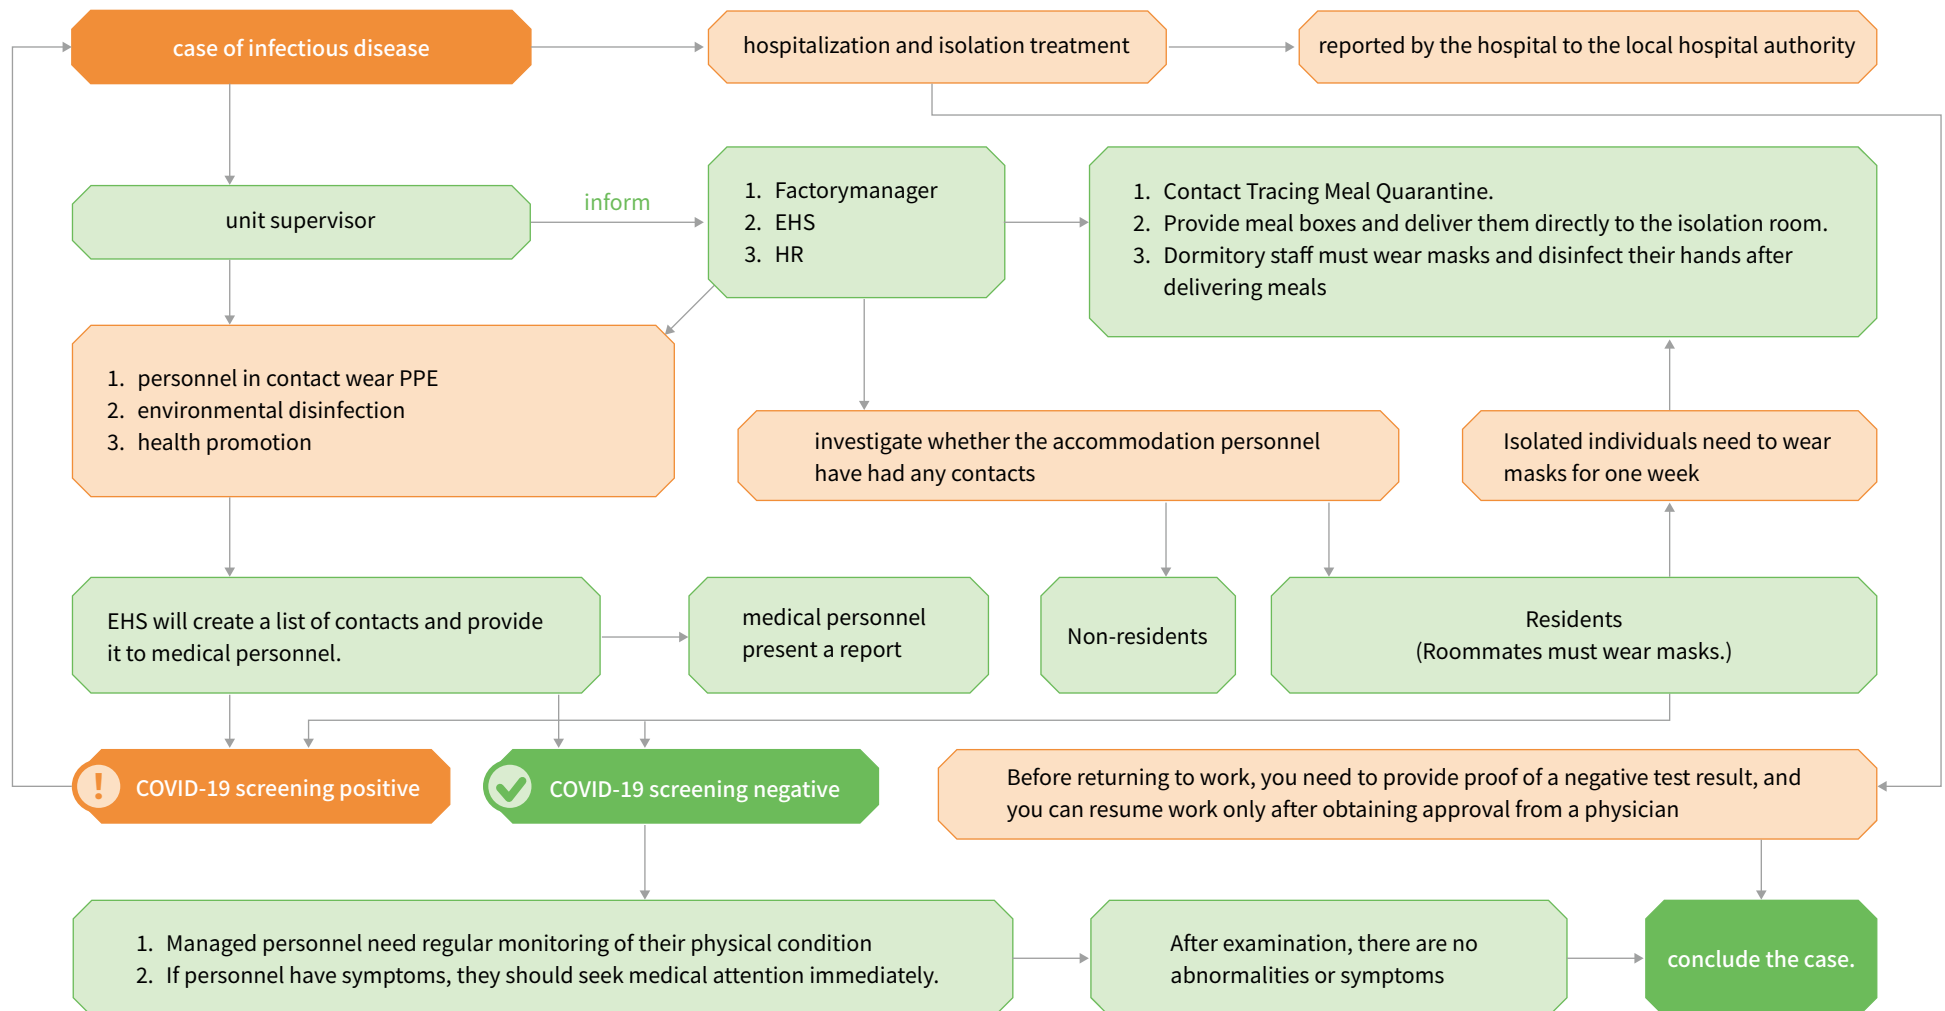 case of infectious disease
hospitalization and isolation treatment
reported by the hospital to the local hospital authority
unit supervisor
inform
1. Factorymanager
2. EHS
3. HR
1. Contact Tracing Meal Quarantine.
2. Provide meal boxes and deliver them directly to the isolation room.
3. Dormitory staff must wear masks and disinfect their hands after
delivering meals
1. personnel in contact wear PPE
2. environmental disinfection
3. health promotion
investigate whether the accommodation personnel
have had any contacts
Isolated individuals need to wear
masks for one week
EHS will create a list of contacts and provide
it to medical personnel.
medical personnel
present a report
Non-residents
Residents
(Roommates must wear masks.)
! COVID-19 screening positive
COVID-19 screening negative
Before returning to work, you need to provide proof of a negative test result, and
you can resume work only after obtaining approval from a physician
1. Managed personnel need regular monitoring of their physical condition
2. If personnel have symptoms, they should seek medical attention immediately.
After examination, there are no
abnormalities or symptoms
conclude the case.